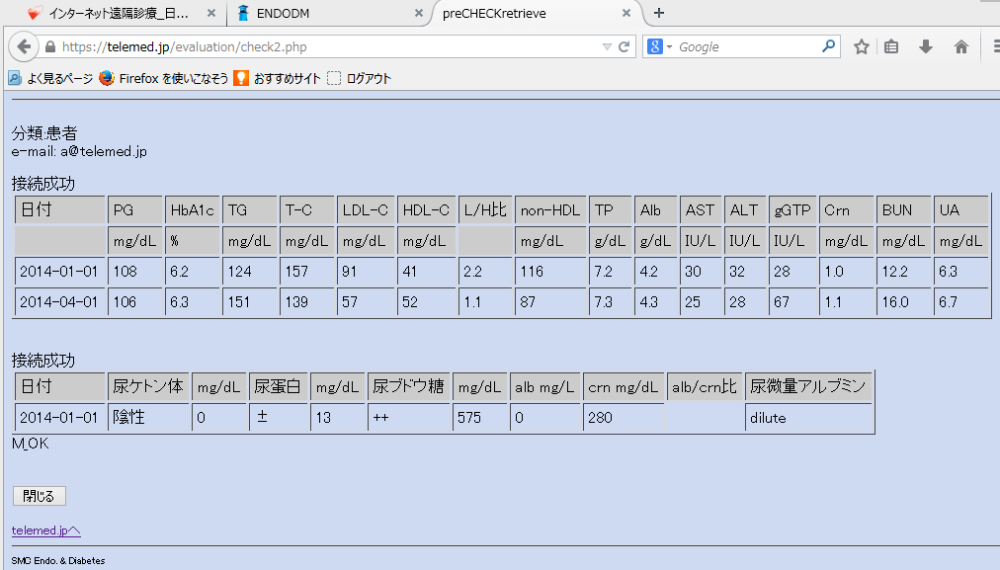 インターネット遠隔診療_日...
ENDODM
preCHECKretrieve
https://telemed.jp/evaluation/check2.php
Google
よく見るページ Firefox を使いこなそう おすすめサイト ログアウト
分類:患者
e-mail: a@telemed.jp
接続成功
日付 PG HbA1c TG T-C LDL-C HDL-C L/H比 non-HDL TP Alb AST ALT gGTP Crn BUN UA
mg/dL % mg/dL mg/dL mg/dL mg/dL mg/dL g/dL g/dL IU/L IU/L IU/L mg/dL mg/dL mg/dL
2014-01-01 108 6.2 124 157 91 41 2.2 116 7.2 4.2 30 32 28 1.0 12.2 6.3
2014-04-01 106 6.3 151 139 57 52 1.1 87 7.3 4.3 25 28 67 1.1 16.0 6.7
接続成功
日付 尿ケトン体 mg/dL 尿蛋白 mg/dL 尿ブドウ糖 mg/dL alb mg/L crn mg/dL alb/crn比 尿微量アルブミン
2014-01-01 陰性 0 ± 13 ++ 575 0 280 dilute
M_OK
閉じる
telemed.jpへ
SMC Endo. & Diabetes